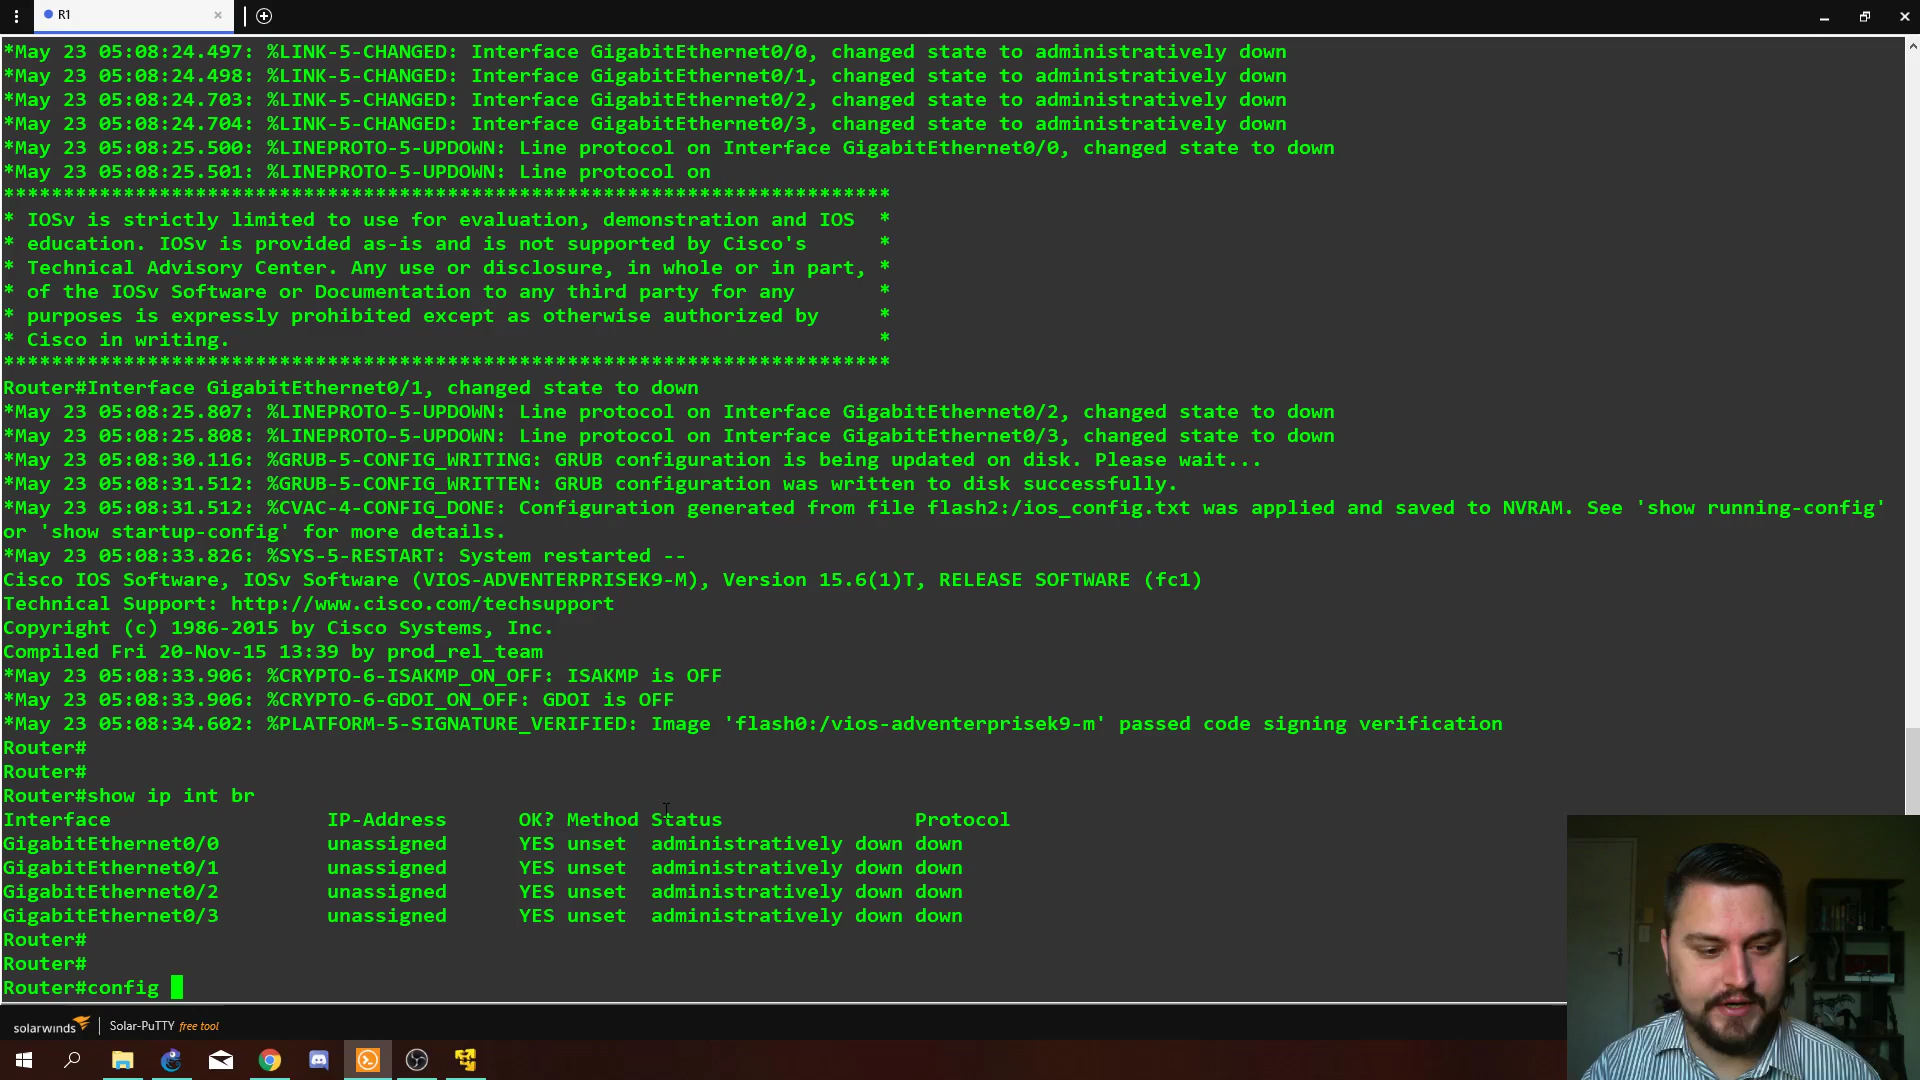 R1
*May 23 05:08:24.497: %LINK-5-CHANGED: Interface GigabitEthernet0/0, changed state to administratively down
*May 23 05:08:24.498: %LINK-5-CHANGED: Interface GigabitEthernet0/1, changed state to administratively down
*May 23 05:08:24.703: %LINK-5-CHANGED: Interface GigabitEthernet0/2, changed state to administratively down
*May 23 05:08:24.704: %LINK-5-CHANGED: Interface GigabitEthernet0/3, changed state to administratively down
*May 23 05:08:25.500: %LINEPROTO-5-UPDOWN: Line protocol on Interface GigabitEthernet0/0, changed state to down
*May 23 05:08:25.501: %LINEPROTO-5-UPDOWN: Line protocol on
**************************************************************************
* IOSv is strictly limited to use for evaluation, demonstration and IOS  *
* education. IOSv is provided as-is and is not supported by Cisco's      *
* Technical Advisory Center. Any use or disclosure, in whole or in part, *
* of the IOSv Software or Documentation to any third party for any       *
* purposes is expressly prohibited except as otherwise authorized by     *
* Cisco in writing.                                                      *
**************************************************************************
Router#Interface GigabitEthernet0/1, changed state to down
*May 23 05:08:25.807: %LINEPROTO-5-UPDOWN: Line protocol on Interface GigabitEthernet0/2, changed state to down
*May 23 05:08:25.808: %LINEPROTO-5-UPDOWN: Line protocol on Interface GigabitEthernet0/3, changed state to down
*May 23 05:08:30.116: %GRUB-5-CONFIG_WRITING: GRUB configuration is being updated on disk. Please wait...
*May 23 05:08:31.512: %GRUB-5-CONFIG_WRITTEN: GRUB configuration was written to disk successfully.
*May 23 05:08:31.512: %CVAC-4-CONFIG_DONE: Configuration generated from file flash2:/ios_config.txt was applied and saved to NVRAM. See 'show running-config'
or 'show startup-config' for more details.
*May 23 05:08:33.826: %SYS-5-RESTART: System restarted --
Cisco IOS Software, IOSv Software (VIOS-ADVENTERPRISEK9-M), Version 15.6(1)T, RELEASE SOFTWARE (fc1)
Technical Support: http://www.cisco.com/techsupport
Copyright (c) 1986-2015 by Cisco Systems, Inc.
Compiled Fri 20-Nov-15 13:39 by prod_rel_team
*May 23 05:08:33.906: %CRYPTO-6-ISAKMP_ON_OFF: ISAKMP is OFF
*May 23 05:08:33.906: %CRYPTO-6-GDOI_ON_OFF: GDOI is OFF
*May 23 05:08:34.602: %PLATFORM-5-SIGNATURE_VERIFIED: Image 'flash0:/vios-adventerprisek9-m' passed code signing verification
Router#
Router#
Router#show ip int br
Interface                  IP-Address      OK? Method Status                Protocol
GigabitEthernet0/0         unassigned      YES unset  administratively down down
GigabitEthernet0/1         unassigned      YES unset  administratively down down
GigabitEthernet0/2         unassigned      YES unset  administratively down down
GigabitEthernet0/3         unassigned      YES unset  administratively down down
Router#
Router#
Router#config
solarwinds | Solar-PuTTY free tool